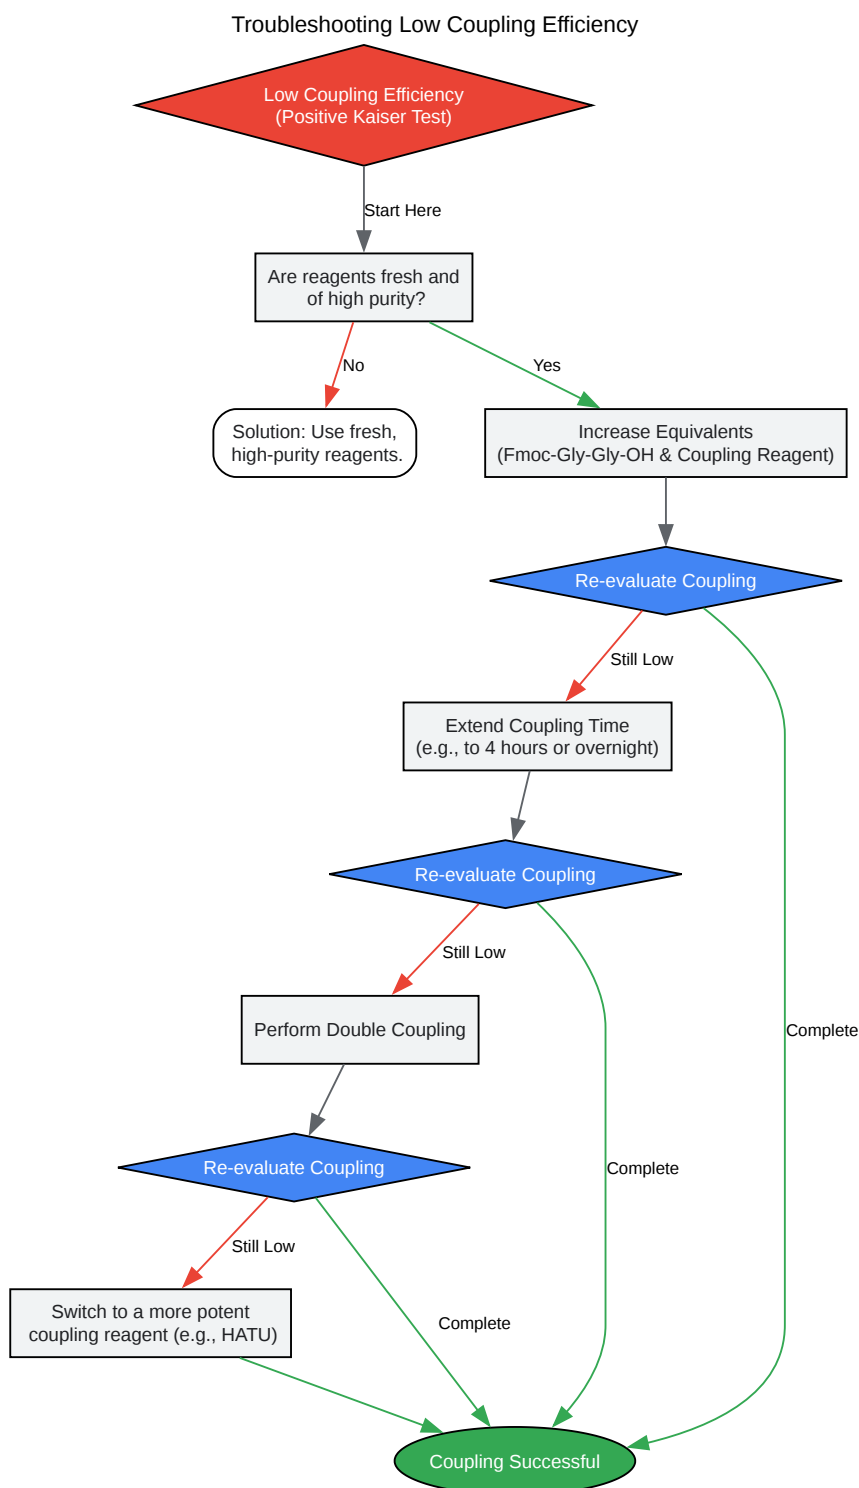 Troubleshooting Low Coupling Efficiency
Low Coupling Efficiency
(Positive Kaiser Test)
Start Here
Are reagents fresh and
of high purity?
No
Yes
Solution: Use fresh,
high-purity reagents.
Increase Equivalents
(Fmoc-Gly-Gly-OH & Coupling Reagent)
Re-evaluate Coupling
Still Low
Extend Coupling Time
(e.g., to 4 hours or overnight)
Re-evaluate Coupling
Still Low
Perform Double Coupling
Complete
Re-evaluate Coupling
Complete
Still Low
Switch to a more potent
coupling reagent (e.g., HATU)
Complete
Coupling Successful